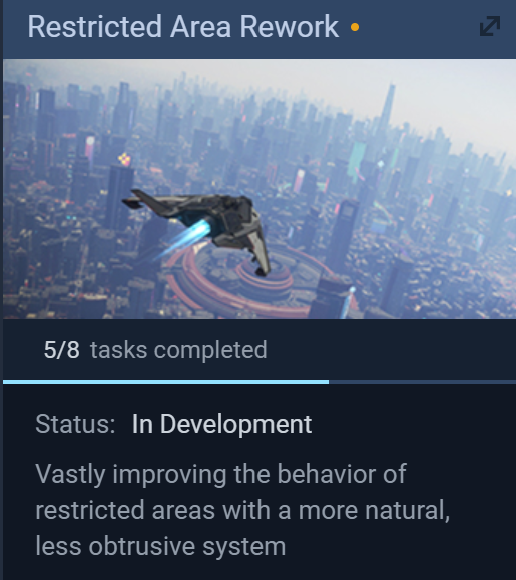 Restricted Area Rework
5/8 tasks completed
Status: In Development
Vastly improving the behavior of
restricted areas with a more natural,
less obtrusive system